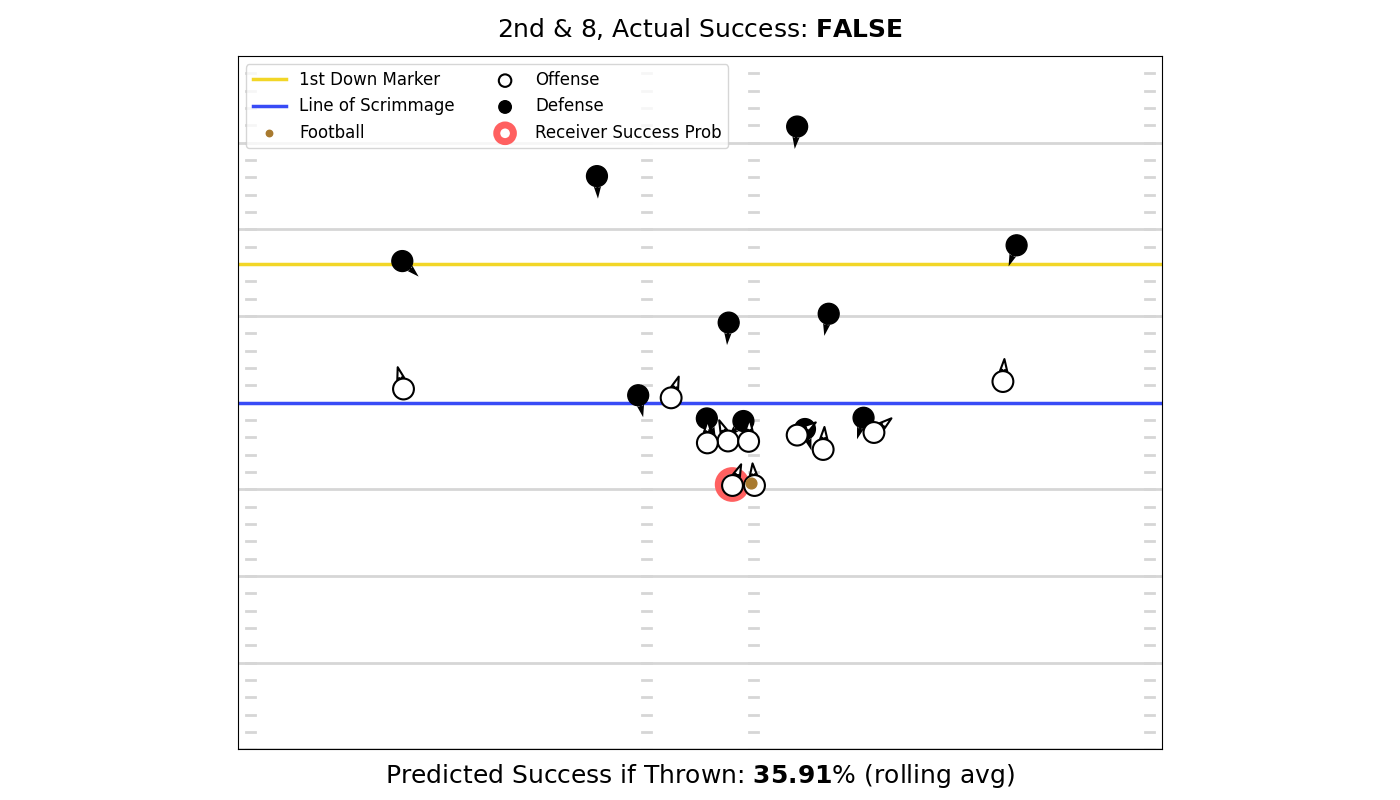 2nd & 8, Actual Success: FALSE
1st Down Marker
Line of Scrimmage
Football
Offense
Defense
Receiver Success Prob
Predicted Success if Thrown: 35.91% (rolling avg)